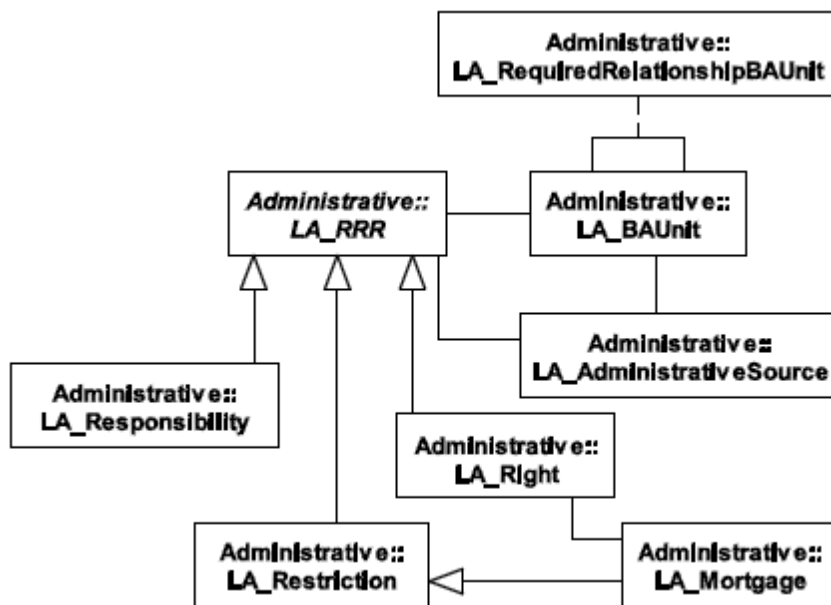 Administrative::
LA_RequiredRelationshipBAUnit
Administrative::
LA_RRR
Administrative::
LA_BAUnit
Administrative::
LA_AdministrativeSource
Administrative::
LA_Responsibility
Administrative::
LA_Right
Administrative::
LA_Restriction
Administrative::
LA_Mortgage